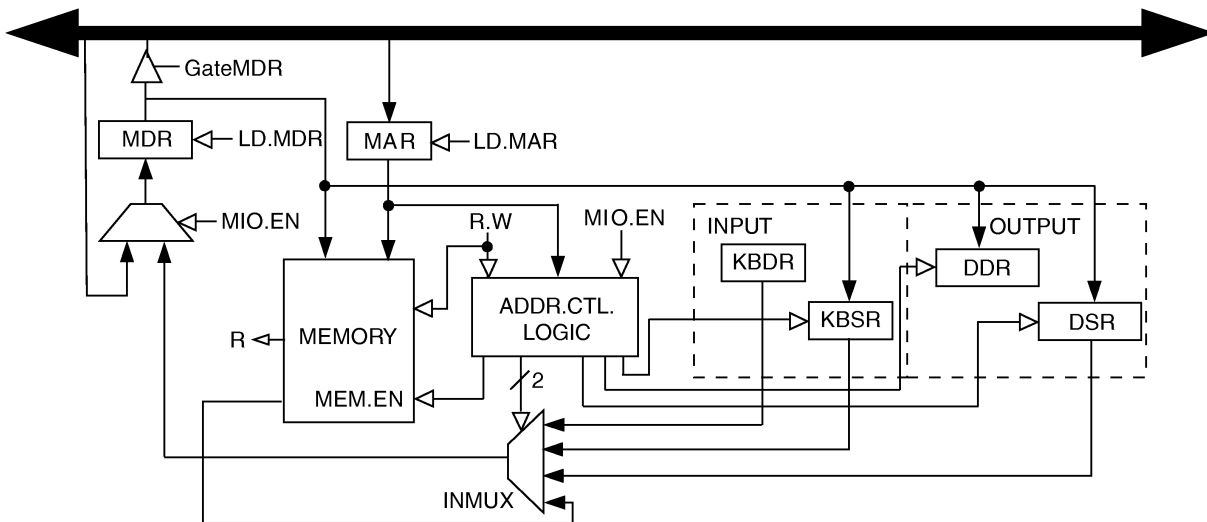 GateMDR
MDR
LD.MDR
MAR
LD.MAR
MIO.EN
R.W
MIO.EN
INPUT
OUTPUT
KBDR
DDR
ADDR.CTL.
LOGIC
KBSR
DSR
R
MEMORY
2
MEM.EN
INMUX